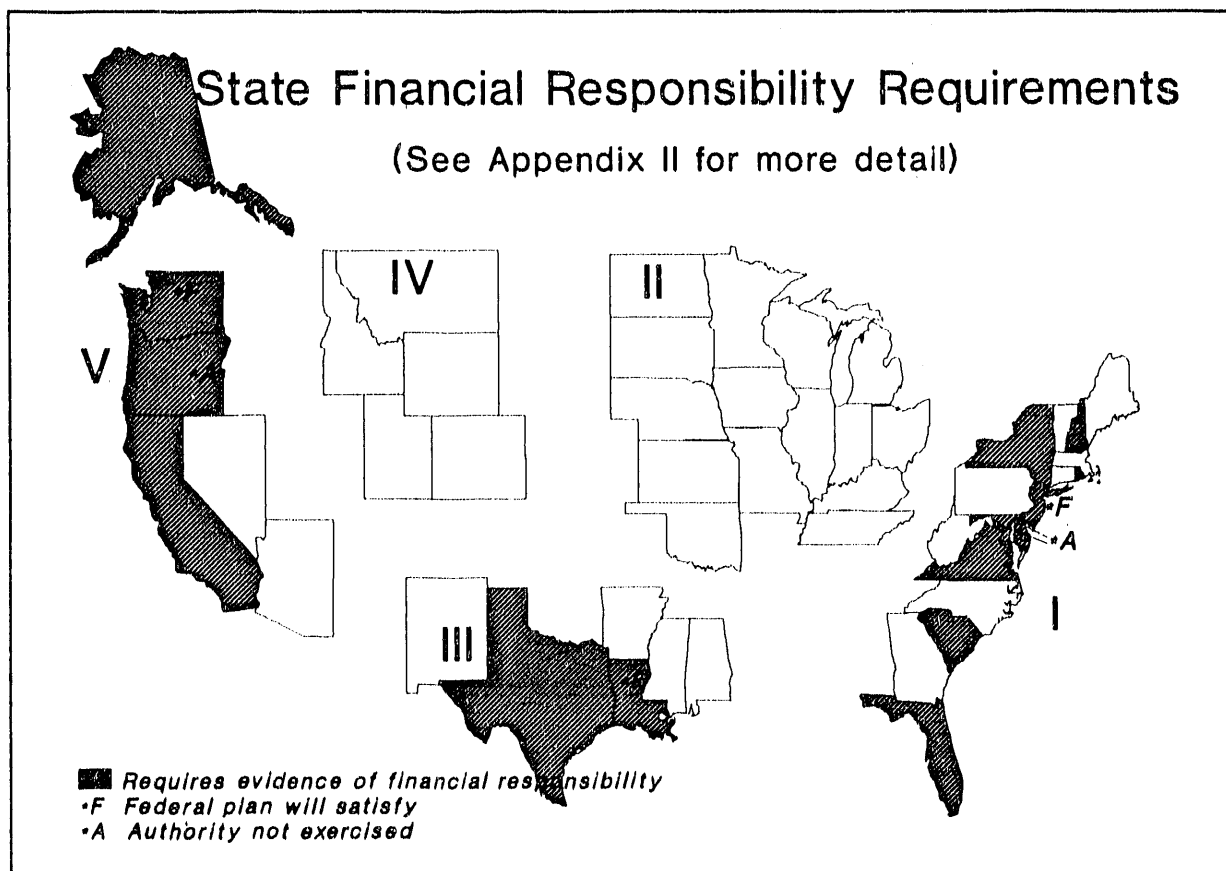 State Financial Responsibility Requirements
(See Appendix II for more detail)
IV
II
V
*F
*A
III
I
Requires evidence of financial responsibility
*F Federal plan will satisfy
*A Authority not exercised